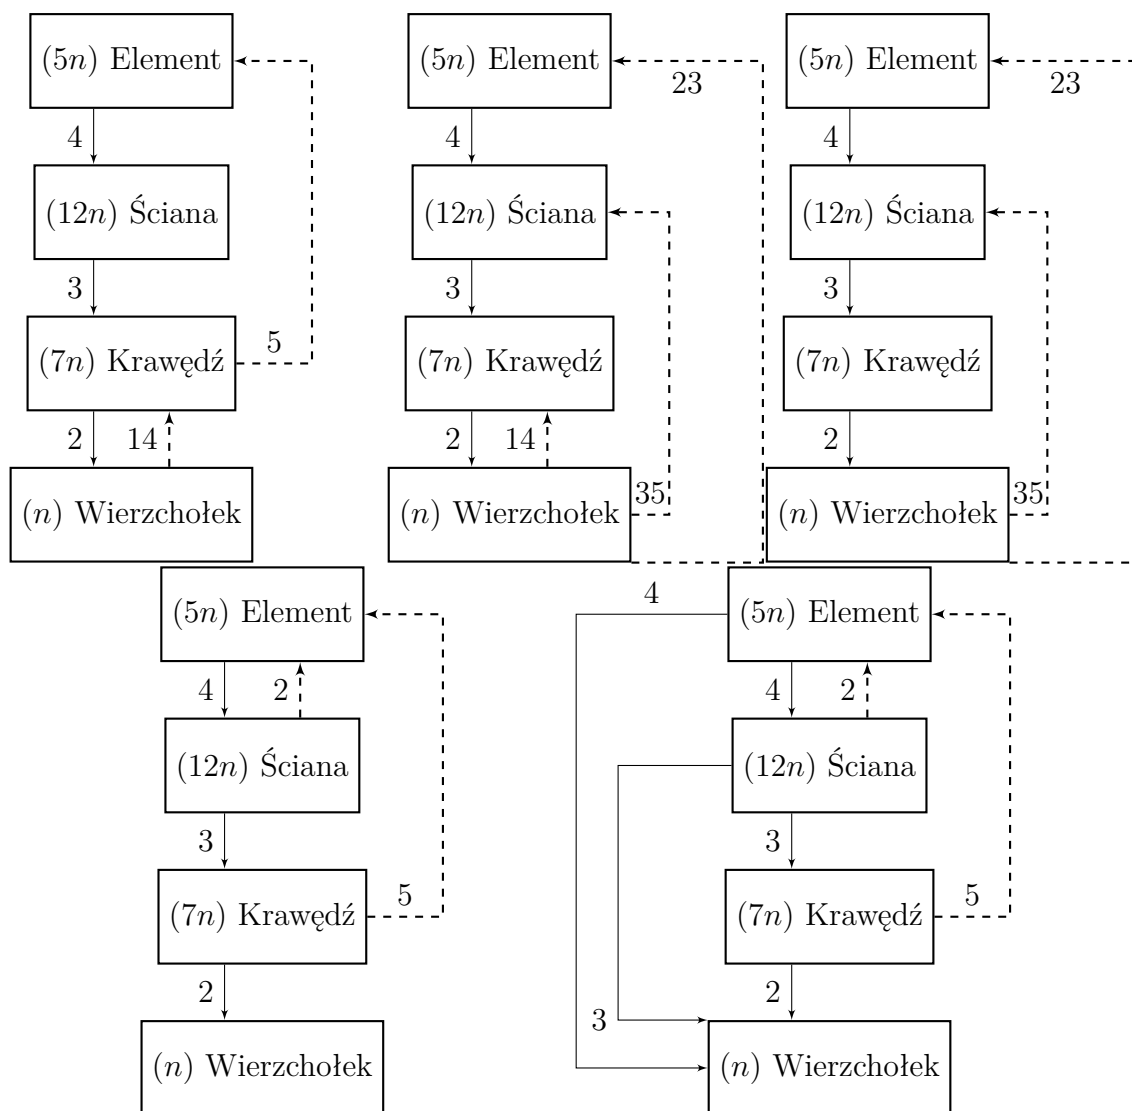 (5n) Element
4
(12n) Ściana
3
(7n) Krawędź
5
2
14
(n) Wierzchołek
(5n) Element
23
4
(12n) Ściana
3
(7n) Krawędź
2
14
35
(n) Wierzchołek
(5n) Element
23
4
(12n) Ściana
3
(7n) Krawędź
2
35
(n) Wierzchołek
(5n) Element
4
2
(12n) Ściana
3
(7n) Krawędź
5
2
(n) Wierzchołek
4
(5n) Element
4
2
(12n) Ściana
3
(7n) Krawędź
5
2
3
(n) Wierzchołek